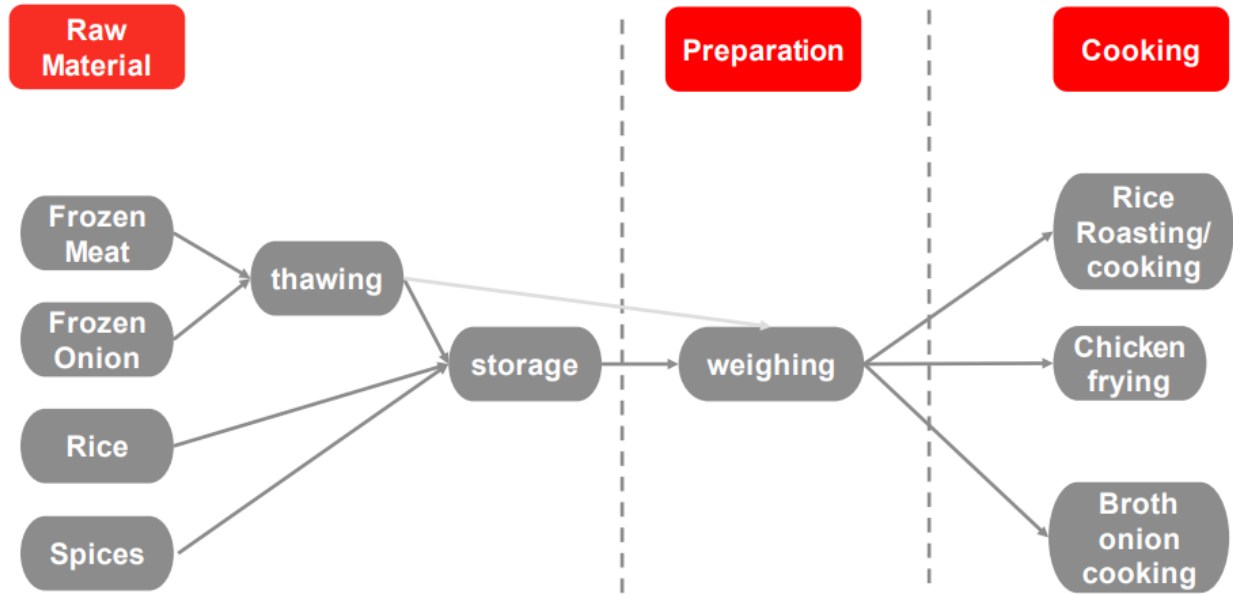 Raw
Material
Preparation
Cooking
Frozen
Meat
Frozen
Onion
Rice
Spices
thawing
storage
weighing
Rice
Roasting/
cooking
Chicken
frying
Broth
onion
cooking